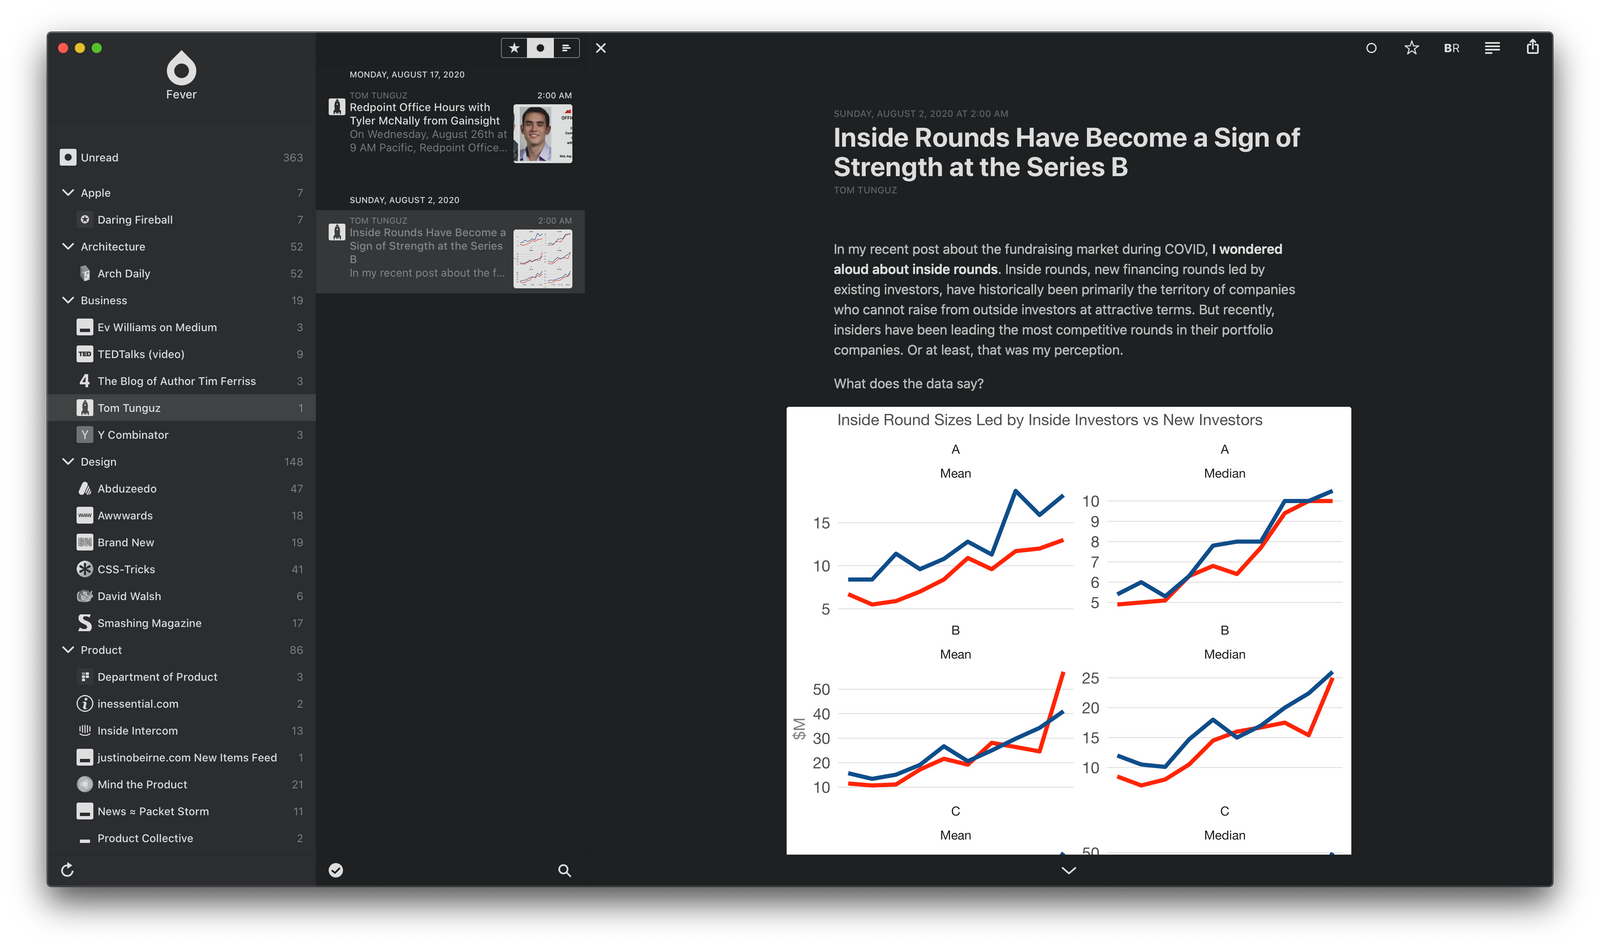 Fever
Unread 363
Apple 7
Daring Fireball 7
Architecture 52
Arch Daily 52
Business 19
Ev Williams on Medium 3
TED TEDTalks (video) 9
4 The Blog of Author Tim Ferriss 3
Tom Tunguz 1
Y Y Combinator 3
Design 148
Abduzeedo 47
Awwwards 18
BN Brand New 19
CSS-Tricks 41
David Walsh 6
S Smashing Magazine 17
Product 86
Department of Product 3
i inessential.com 2
Inside Intercom 13
justinobeirne.com New Items Feed 1
Mind the Product 21
News ≈ Packet Storm 11
Product Collective 2
MONDAY, AUGUST 17, 2020
TOM TUNGUZ 2:00 AM
Redpoint Office Hours with
Tyler McNally from Gainsight
On Wednesday, August 26th at
9 AM Pacific, Redpoint Office...
SUNDAY, AUGUST 2, 2020
TOM TUNGUZ 2:00 AM
Inside Rounds Have Become a
Sign of Strength at the Series
B
In my recent post about the f...
BR
SUNDAY, AUGUST 2, 2020 AT 2:00 AM
Inside Rounds Have Become a Sign of
Strength at the Series B
TOM TUNGUZ
In my recent post about the fundraising market during COVID, I wondered
aloud about inside rounds. Inside rounds, new financing rounds led by
existing investors, have historically been primarily the territory of companies
who cannot raise from outside investors at attractive terms. But recently,
insiders have been leading the most competitive rounds in their portfolio
companies. Or at least, that was my perception.
What does the data say?
Inside Round Sizes Led by Inside Investors vs New Investors
A
Mean
15
10
5
A
Median
10
9
8
7
6
5
B
Mean
50
40
30
20
10
$M
B
Median
25
20
15
10
C
Mean
C
Median
50